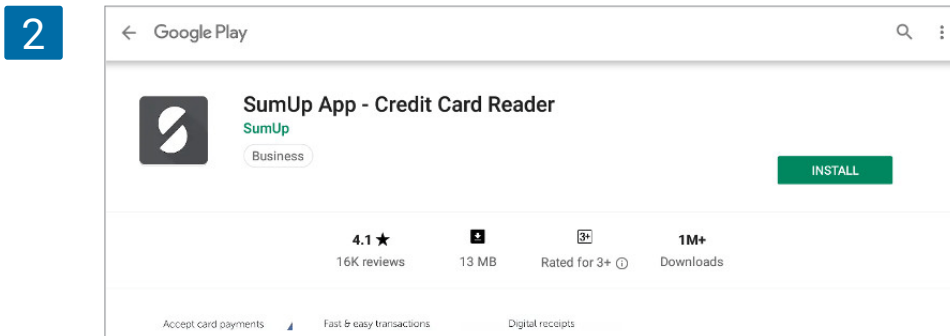 2
Google Play
SumUp App - Credit Card Reader
SumUp
Business
INSTALL
4.1 ★ 3+ 1M+
16K reviews 13 MB Rated for 3+ Downloads
Accept card payments Fast & easy transactions Digital receipts